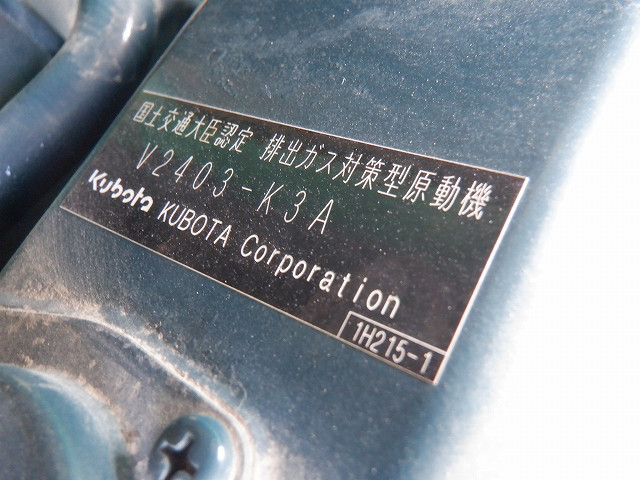 国土交通大臣認定 排出ガス対策型原動機
V2403-K3A
Kubota KUBOTA Corporation
1H215-1